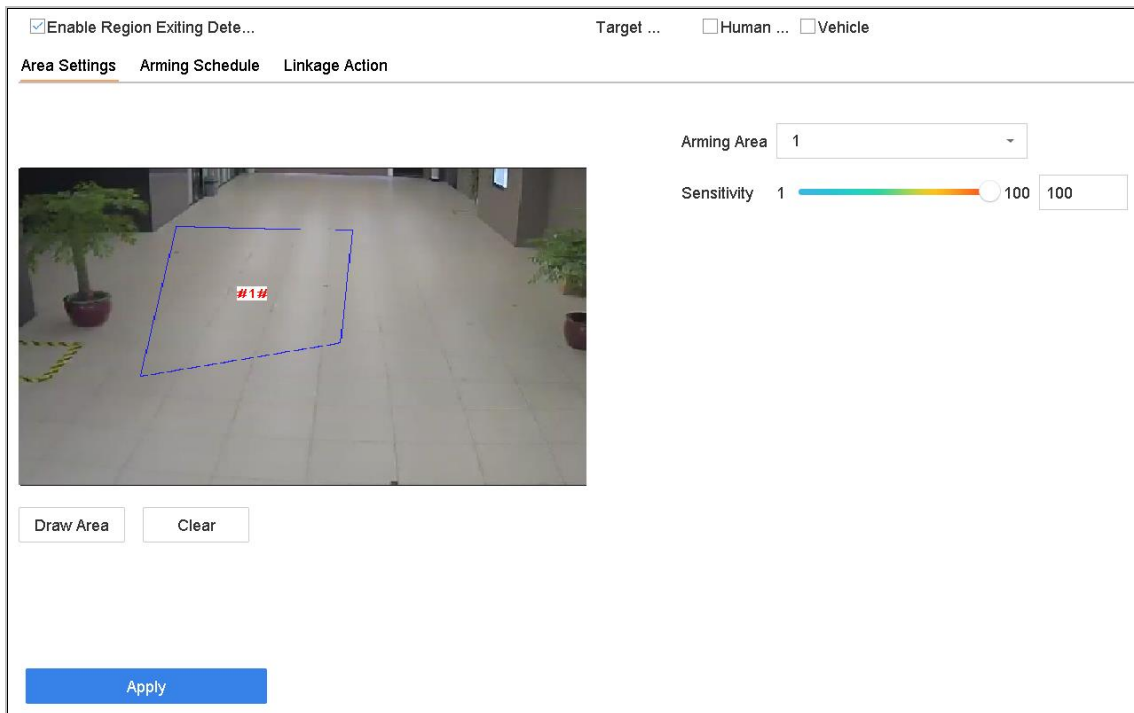 Enable Region Exiting Dete... Target ... Human ... Vehicle
Area Settings Arming Schedule Linkage Action
Arming Area 1
Sensitivity 1 100 100
#1#
Draw Area Clear
Apply